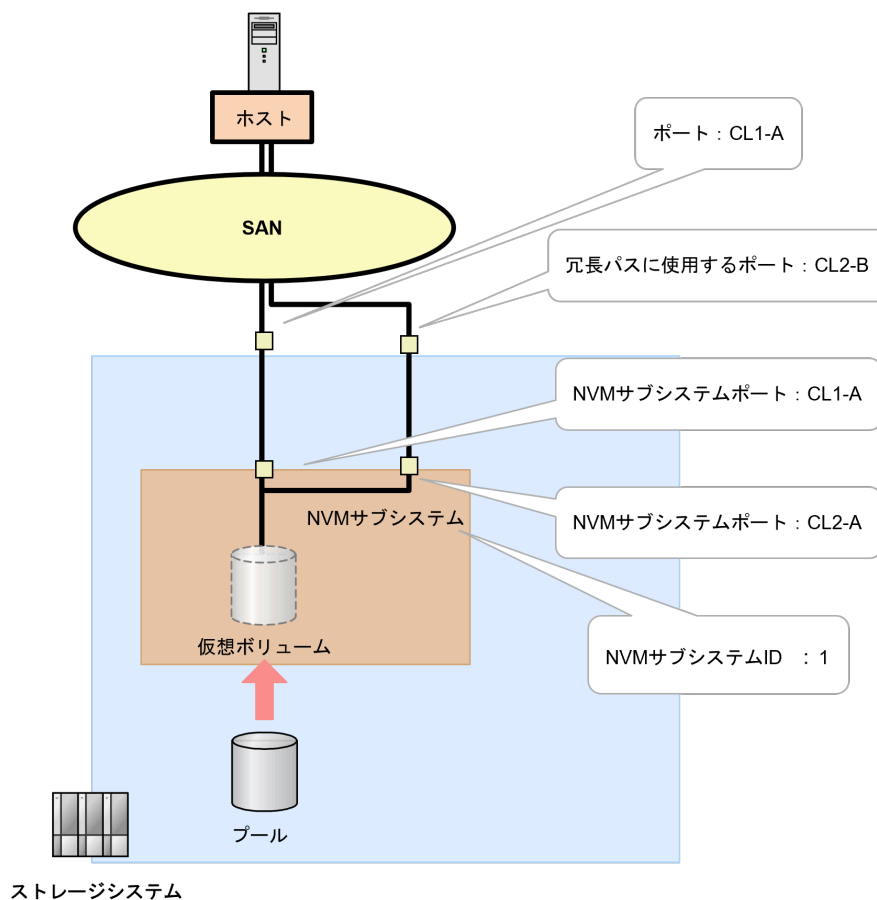 ホスト
ポート：CL1-A
SAN
冗長パスに使用するポート：CL2-B
NVMサブシステムポート：CL1-A
NVMサブシステム
NVMサブシステムポート：CL2-A
仮想ボリューム
NVMサブシステムID ：1
プール
ストレージシステム